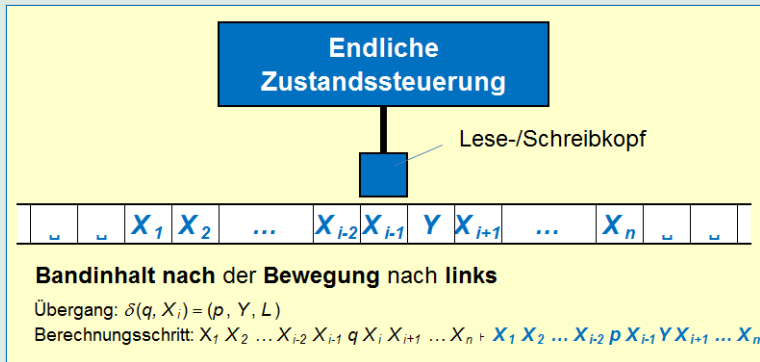 Endliche
Zustandssteuerung
Lese-/Schreibkopf
␣ ␣ X₁ X₂ ... Xᵢ₋₂ Xᵢ₋₁ Y Xᵢ₊₁ ... Xₙ ␣ ␣
Bandinhalt nach der Bewegung nach links
Übergang: δ(q, Xᵢ) = (p, Y, L)
Berechnungsschritt: X₁ X₂ ... Xᵢ₋₂ Xᵢ₋₁ q Xᵢ Xᵢ₊₁ ... Xₙ ⊦ X₁ X₂ ... Xᵢ₋₂ p Xᵢ₋₁ Y Xᵢ₊₁ ... Xₙ